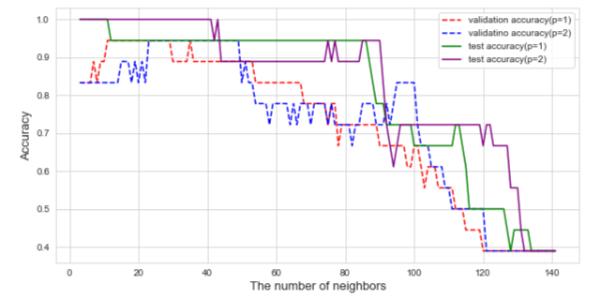 validation accuracy(p=1)
validatino accuracy(p=2)
test accuracy(p=1)
test accuracy(p=2)
1.0
0.9
0.8
0.7
0.6
0.5
0.4
Accuracy
0 20 40 60 80 100 120 140
The number of neighbors